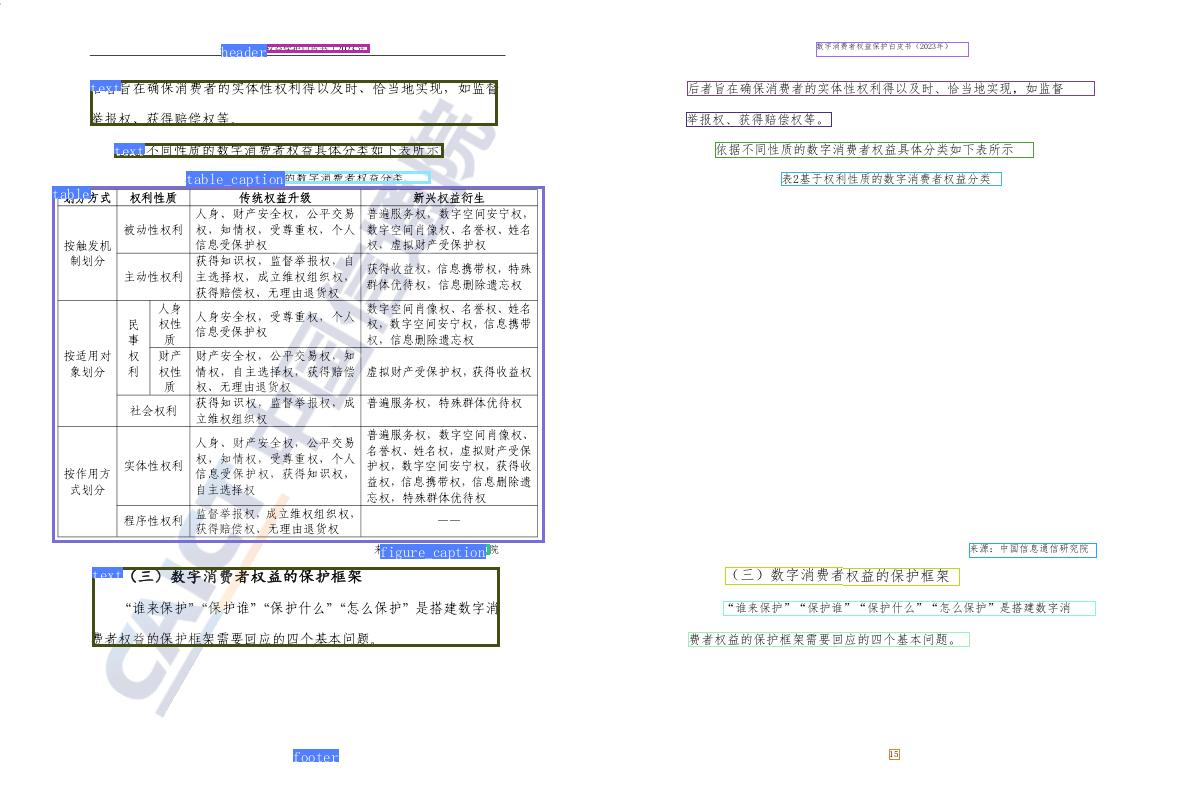 header
text
后者旨在确保消费者的实体性权利得以及时、恰当地实现，如监督
举报权、获得赔偿权等。
text 不同性质的数字消费者权益具体分类如下表所示
table_caption 的数字消费者权益分类
table
划分方式 权利性质 传统权益升级 新兴权益衍生
按触发机制划分 被动性权利 人身、财产安全权，公平交易权，知情权，受尊重权，个人信息受保护权 普遍服务权，数字空间安宁权，数字空间肖像权、名誉权、姓名权，虚拟财产受保护权
主动性权利 获得知识权，监督举报权，自主选择权，成立维权组织权，获得赔偿权、无理由退货权 获得收益权，信息携带权，特殊群体优待权，信息删除遗忘权
按适用对象划分 民事权利 人身权性质 人身安全权，受尊重权，个人信息受保护权 数字空间肖像权、名誉权、姓名权，数字空间安宁权，信息携带权，信息删除遗忘权
财产权性质 财产安全权，公平交易权，知情权，自主选择权，获得赔偿权、无理由退货权 虚拟财产受保护权，获得收益权
社会权利 获得知识权，监督举报权，成立维权组织权 普遍服务权，特殊群体优待权
按作用方式划分 实体性权利 人身、财产安全权，公平交易权，知情权，受尊重权，个人信息受保护权，获得知识权，自主选择权 普遍服务权，数字空间肖像权、名誉权、姓名权，虚拟财产受保护权，数字空间安宁权，获得收益权，信息携带权，信息删除遗忘权，特殊群体优待权
程序性权利 监督举报权，成立维权组织权，获得赔偿权、无理由退货权 ——
figure_caption 院
text
（三）数字消费者权益的保护框架
“谁来保护”“保护谁”“保护什么”“怎么保护”是搭建数字消
费者权益的保护框架需要回应的四个基本问题。
footer
CAICT 中国信通院
数字消费者权益保护白皮书（2023年）
后者旨在确保消费者的实体性权利得以及时、恰当地实现，如监督
举报权、获得赔偿权等。
依据不同性质的数字消费者权益具体分类如下表所示
表2基于权利性质的数字消费者权益分类
来源：中国信息通信研究院
（三）数字消费者权益的保护框架
“谁来保护”“保护谁”“保护什么”“怎么保护”是搭建数字消
费者权益的保护框架需要回应的四个基本问题。
15